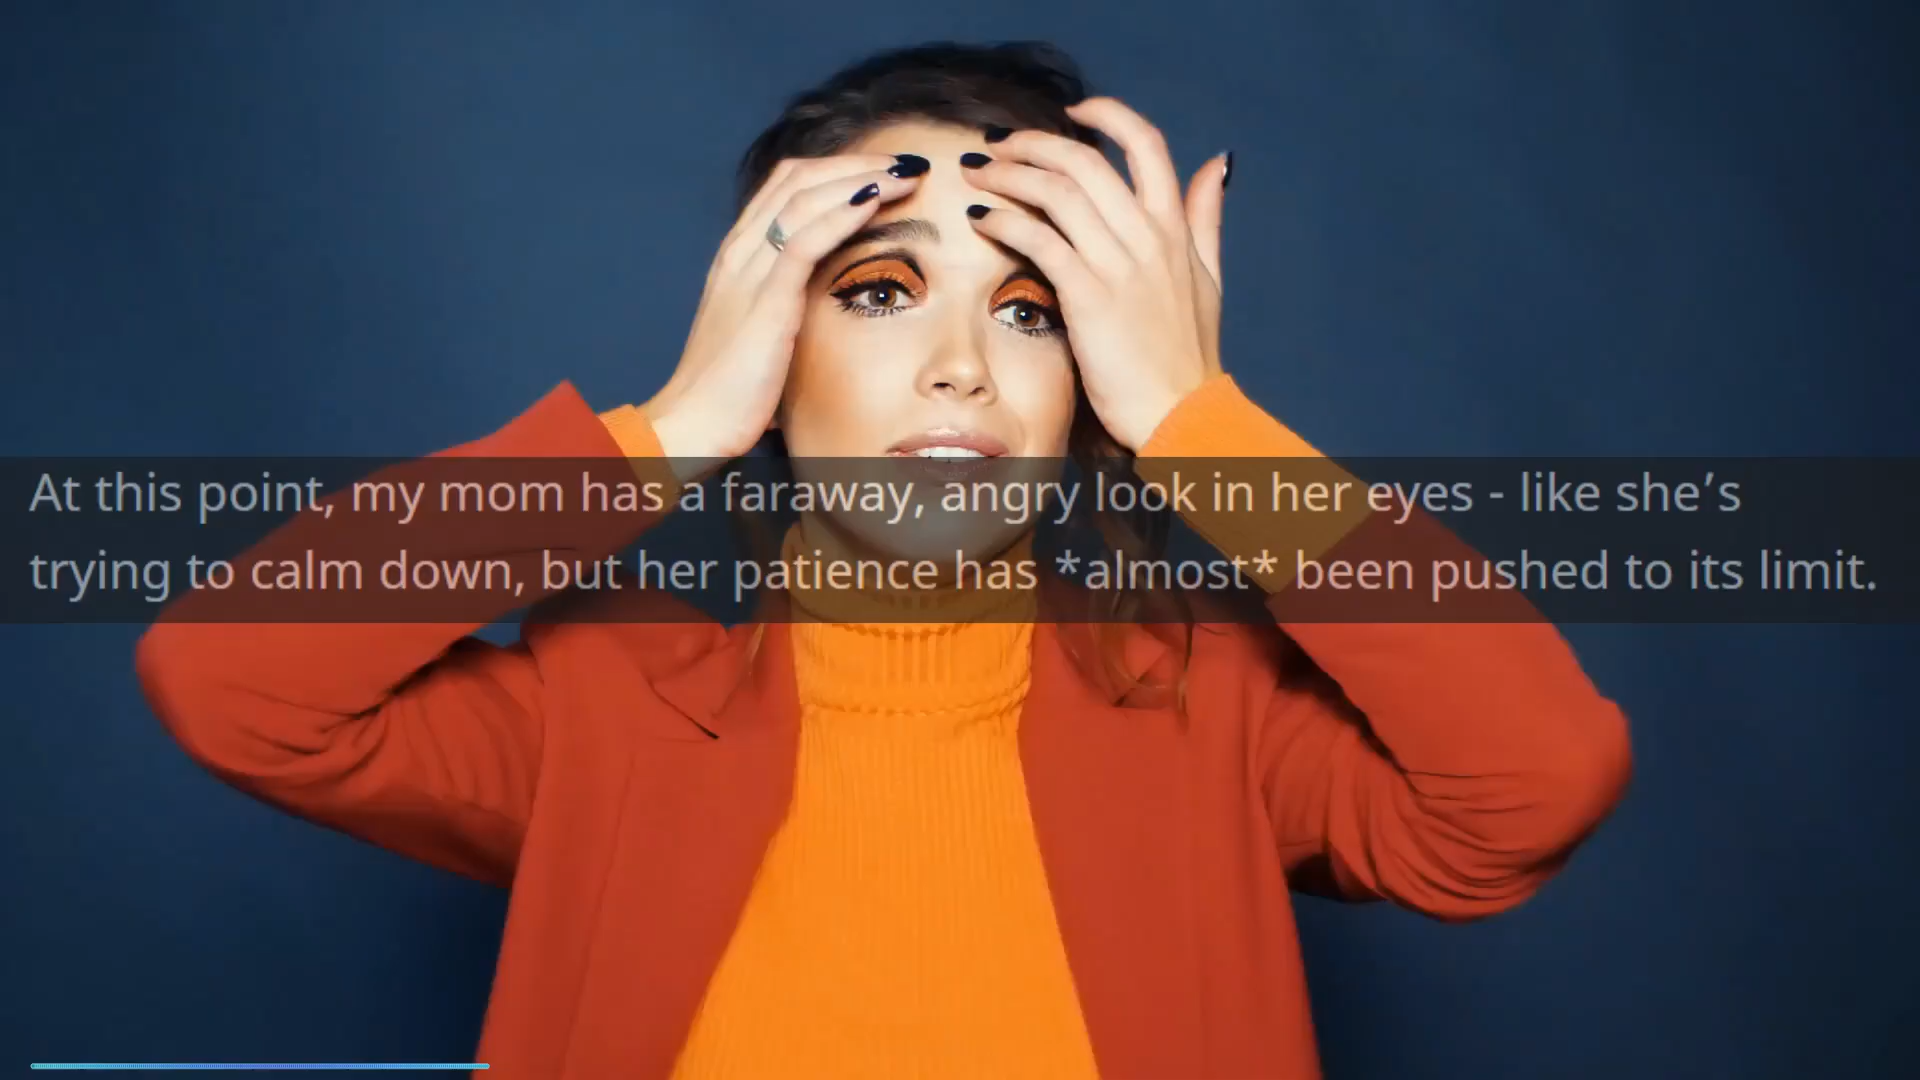 At this point, my mom has a faraway, angry look in her eyes - like she’s
trying to calm down, but her patience has *almost* been pushed to its limit.